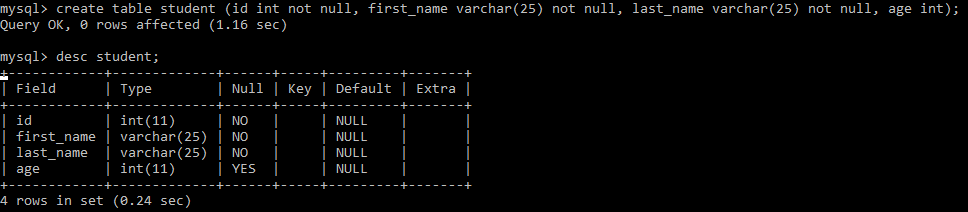 mysql> create table student (id int not null, first_name varchar(25) not null, last_name varchar(25) not null, age int);
Query OK, 0 rows affected (1.16 sec)

mysql> desc student;
+------------+-------------+------+-----+---------+-------+
| Field      | Type        | Null | Key | Default | Extra |
+------------+-------------+------+-----+---------+-------+
| id         | int(11)     | NO   |     | NULL    |       |
| first_name | varchar(25) | NO   |     | NULL    |       |
| last_name  | varchar(25) | NO   |     | NULL    |       |
| age        | int(11)     | YES  |     | NULL    |       |
+------------+-------------+------+-----+---------+-------+
4 rows in set (0.24 sec)